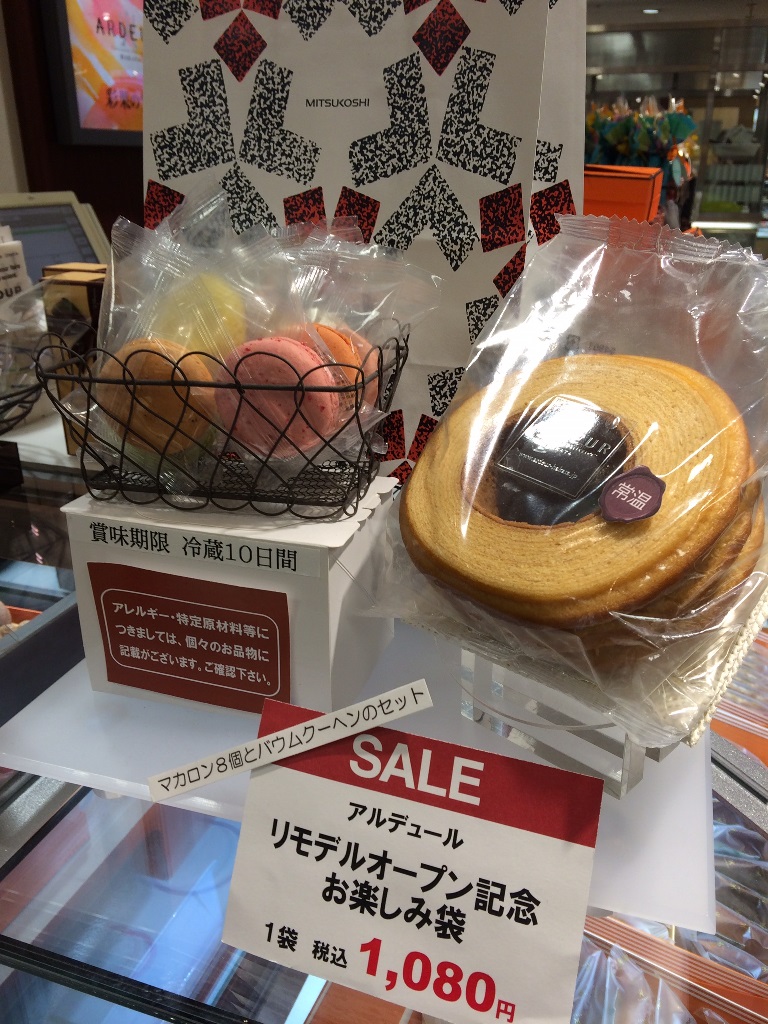 ARDE
MITSUKOSHI
OUR
UR
常温
賞味期限 冷蔵10日間
アレルギー・特定原材料等に
つきましては、個々のお品物に
記載がございます。ご確認下さい。
マカロン8個とバウムクーヘンのセット
SALE
アルデュール
リモデルオープン記念
お楽しみ袋
1袋 税込 1,080円